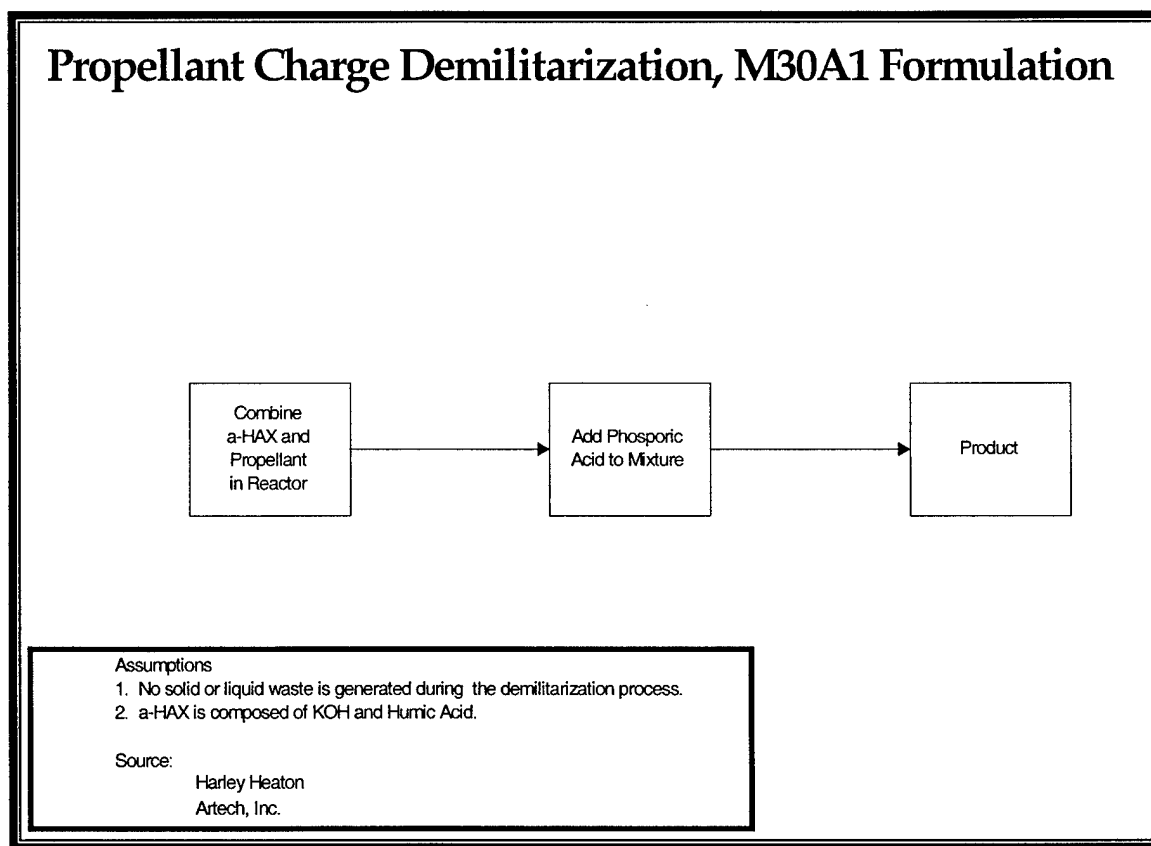 Propellant Charge Demilitarization, M30A1 Formulation
Combine
a-HAX and
Propellant
in Reactor
Add Phosporic
Acid to Mixture
Product
Assumptions
1. No solid or liquid waste is generated during the demilitarization process.
2. a-HAX is composed of KOH and Humic Acid.
Source:
Harley Heaton
Artech, Inc.